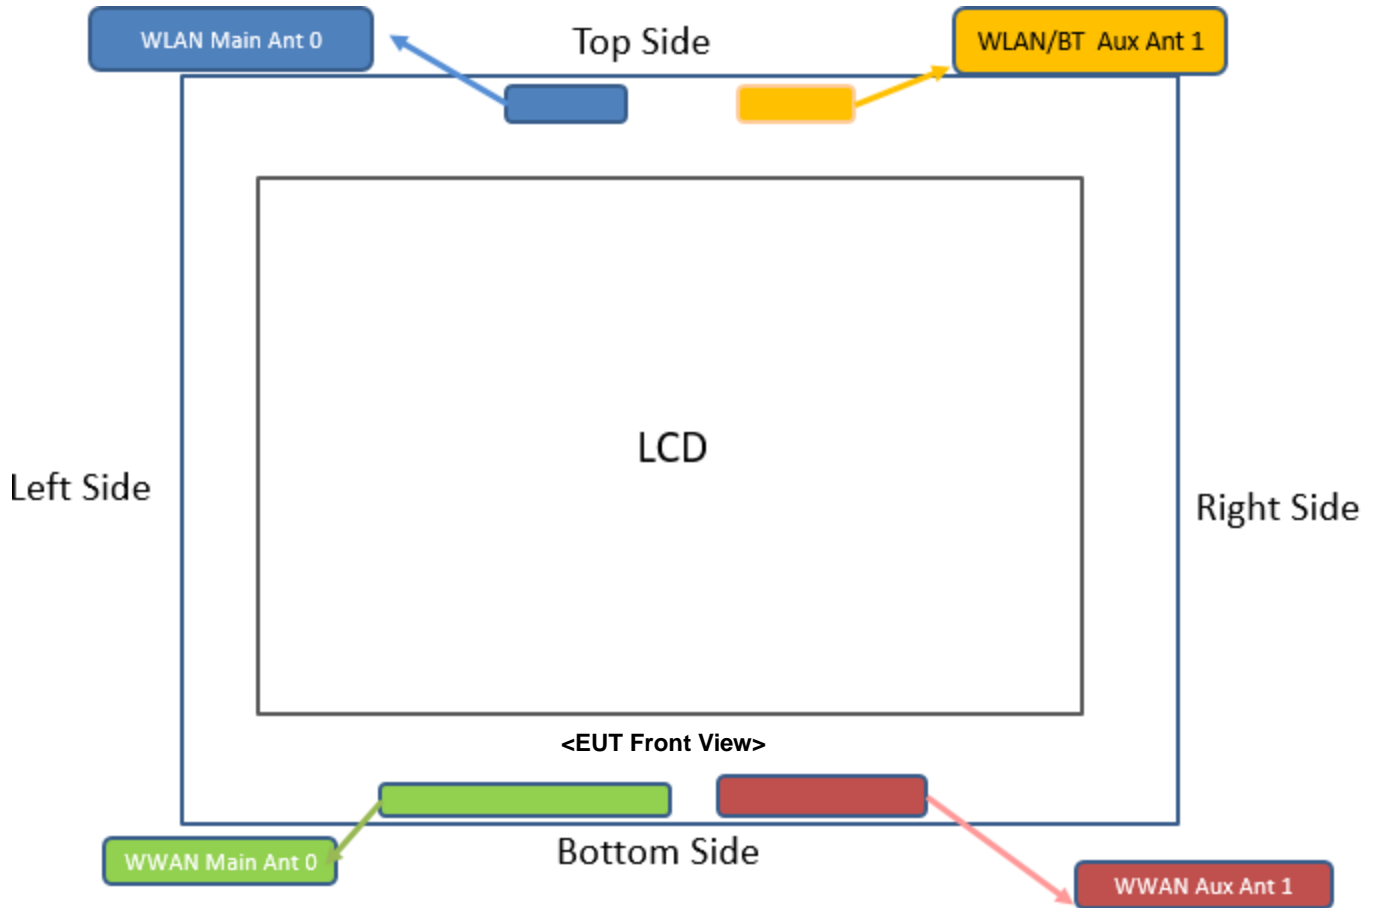 WLAN Main Ant 0
Top Side
WLAN/BT  Aux Ant 1
LCD
Left Side
Right Side
<EUT Front View>
WWAN Main Ant 0
Bottom Side
WWAN Aux Ant 1